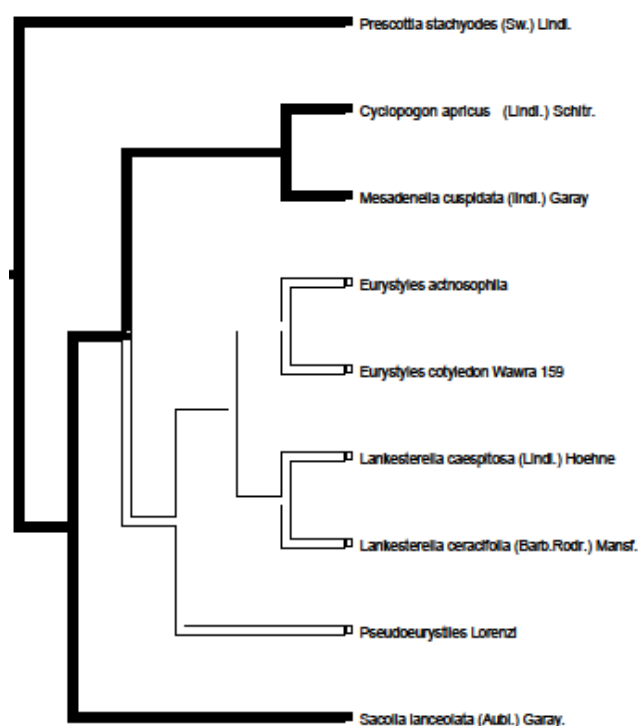 Prescottia stachyodes (Sw.) Lindl.
Cyclopogon apricus (Lindl.) Schltr.
Mesadenella cuspidata (lindl.) Garay
Eurystyles actnosophila
Eurystyles cotyledon Wawra 159
Lankesterella caespitosa (Lindl.) Hoehne
Lankesterella ceracifolia (Barb.Rodr.) Mansf.
Pseudoeurystiles Lorenzi
Sacoila lanceolata (Aubl.) Garay.